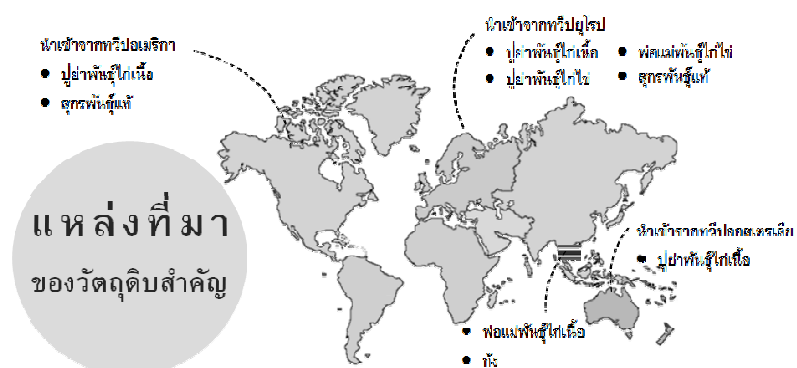 นำเข้าจากทวีปอเมริกา
● ปู่ย่าพันธุ์ไก่เนื้อ
● สุกรพันธุ์แท้
นำเข้าจากทวีปยุโรป
● ปู่ย่าพันธุ์ไก่เนื้อ ● พ่อแม่พันธุ์ไก่ไข่
● ปู่ย่าพันธุ์ไก่ไข่ ● สุกรพันธุ์แท้
แหล่งที่มา
ของวัตถุดิบสำคัญ
นำเข้าจากทวีปออสเตรเลีย
● ปู่ย่าพันธุ์ไก่เนื้อ
● พ่อแม่พันธุ์ไก่เนื้อ
●